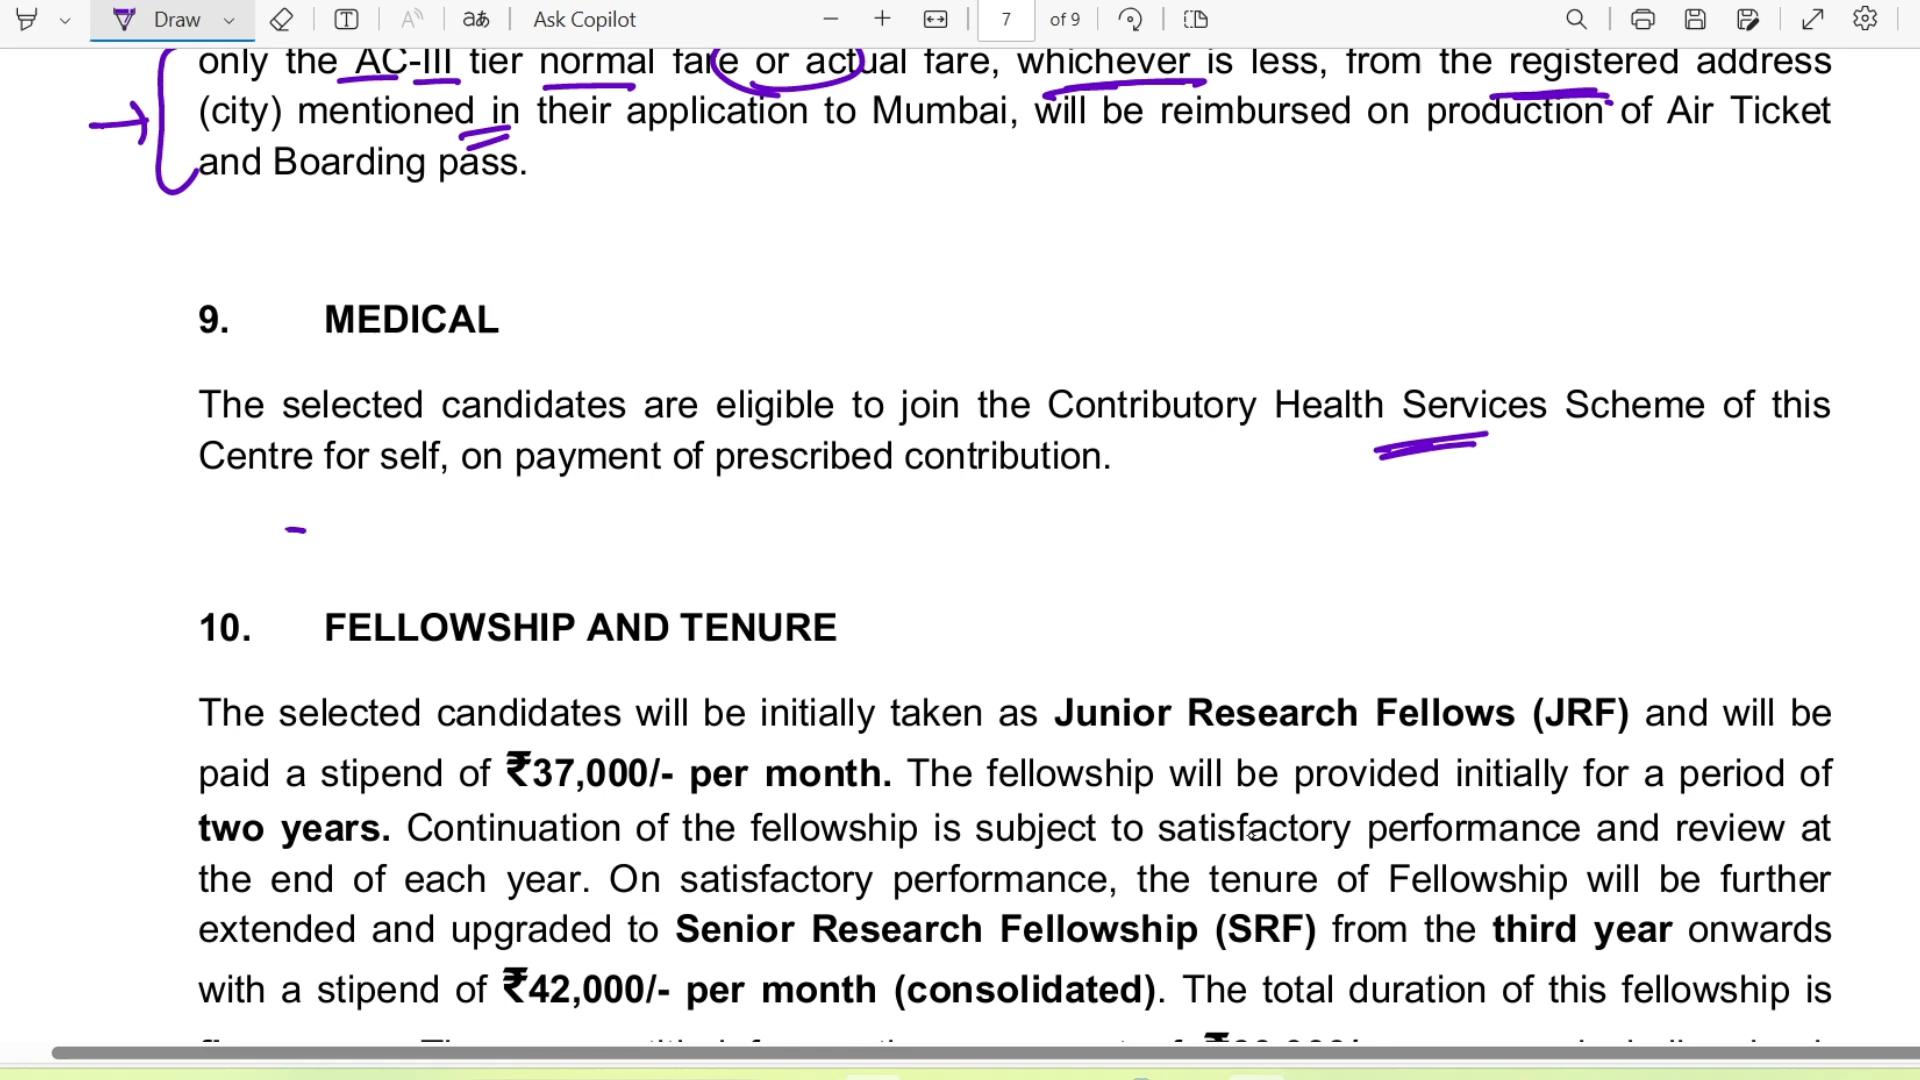 Draw
Ask Copilot
7 of 9
only the AC-III tier normal fare or actual fare, whichever is less, from the registered address
(city) mentioned in their application to Mumbai, will be reimbursed on production of Air Ticket
and Boarding pass.
9. MEDICAL
The selected candidates are eligible to join the Contributory Health Services Scheme of this
Centre for self, on payment of prescribed contribution.
10. FELLOWSHIP AND TENURE
The selected candidates will be initially taken as Junior Research Fellows (JRF) and will be
paid a stipend of ₹37,000/- per month. The fellowship will be provided initially for a period of
two years. Continuation of the fellowship is subject to satisfactory performance and review at
the end of each year. On satisfactory performance, the tenure of Fellowship will be further
extended and upgraded to Senior Research Fellowship (SRF) from the third year onwards
with a stipend of ₹42,000/- per month (consolidated). The total duration of this fellowship is